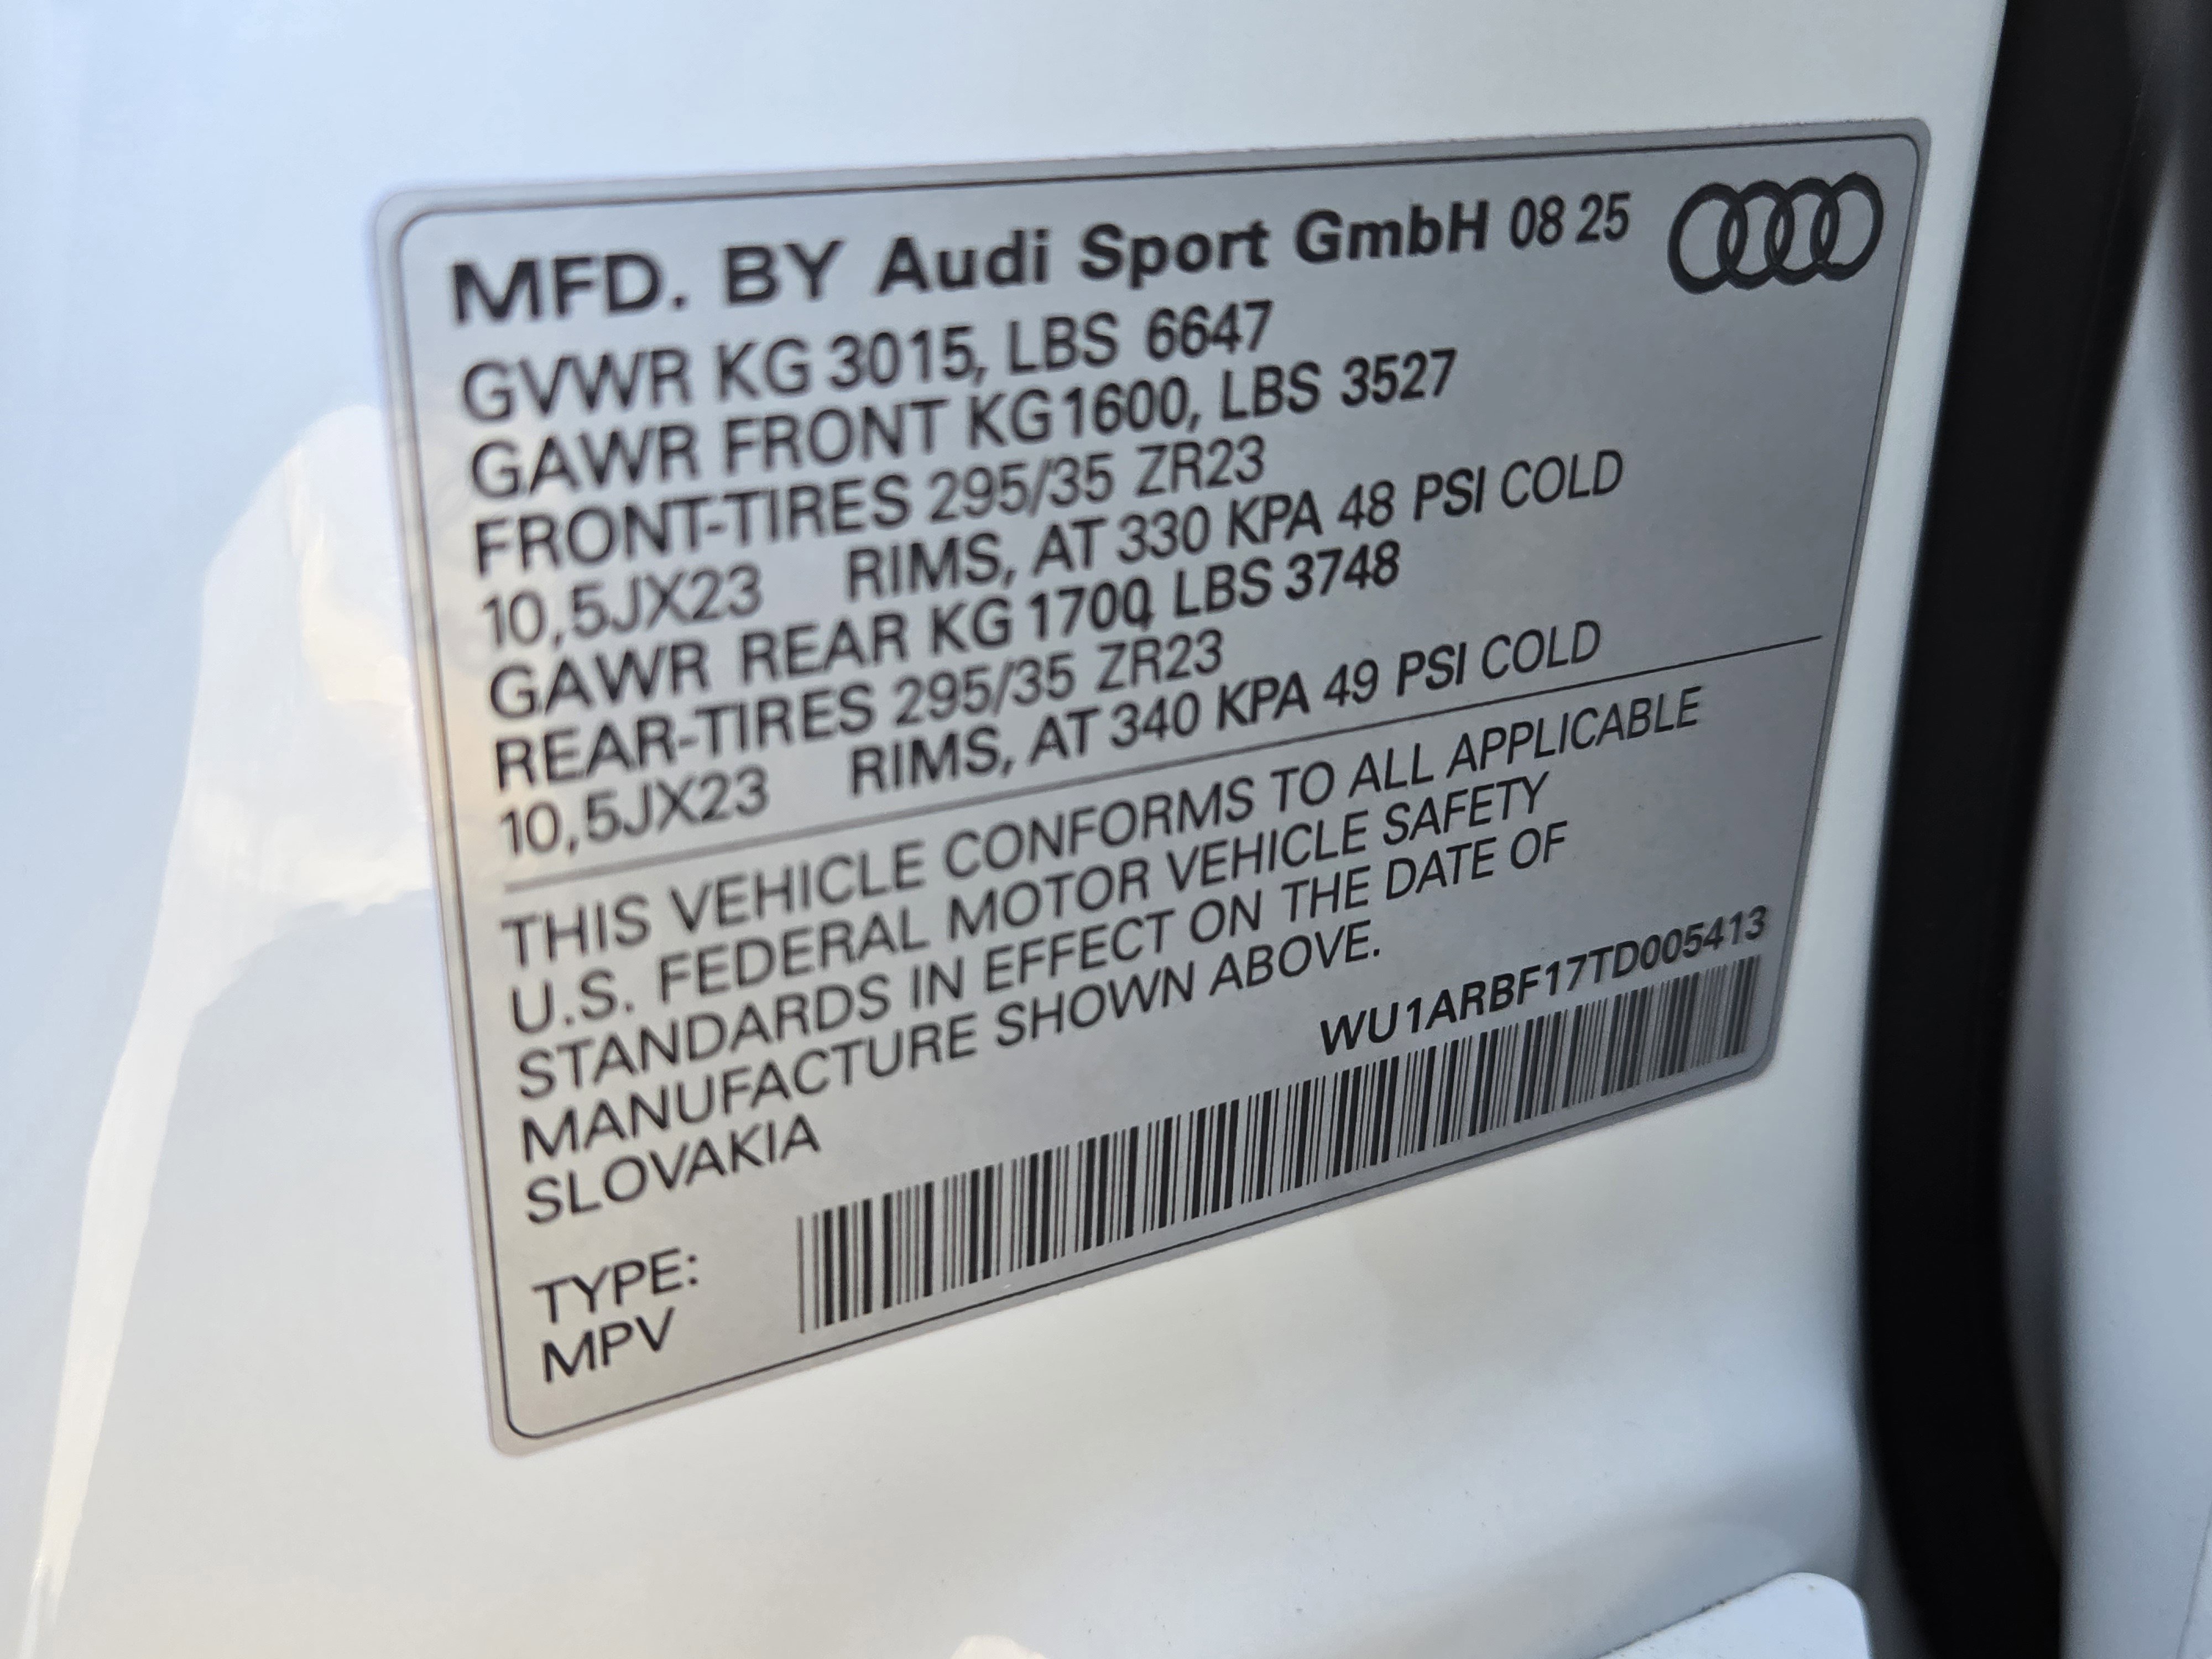 MFD. BY Audi Sport GmbH 08 25
GVWR KG 3015, LBS 6647
GAWR FRONT KG1600, LBS 3527
FRONT-TIRES 295/35 ZR23
10,5JX23 RIMS, AT 330 KPA 48 PSI COLD
GAWR REAR KG 1700, LBS 3748
REAR-TIRES 295/35 ZR23
10,5JX23 RIMS, AT 340 KPA 49 PSI COLD
THIS VEHICLE CONFORMS TO ALL APPLICABLE
U.S. FEDERAL MOTOR VEHICLE SAFETY
STANDARDS IN EFFECT ON THE DATE OF
MANUFACTURE SHOWN ABOVE.
SLOVAKIA
WU1ARBF17TD005413
TYPE:
MPV